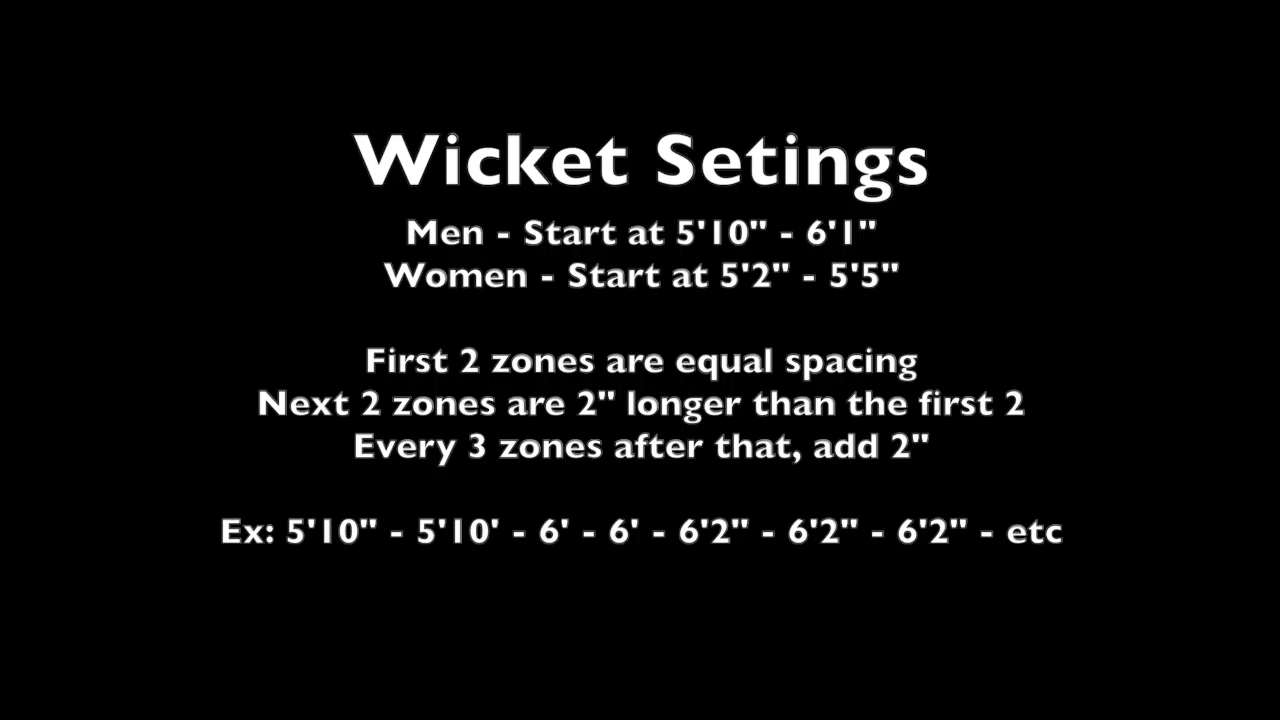 Wicket Setings
Men - Start at 5'10" - 6'1"
Women - Start at 5'2" - 5'5"
First 2 zones are equal spacing
Next 2 zones are 2" longer than the first 2
Every 3 zones after that, add 2"
Ex: 5'10" - 5'10' - 6' - 6' - 6'2" - 6'2" - 6'2" - etc